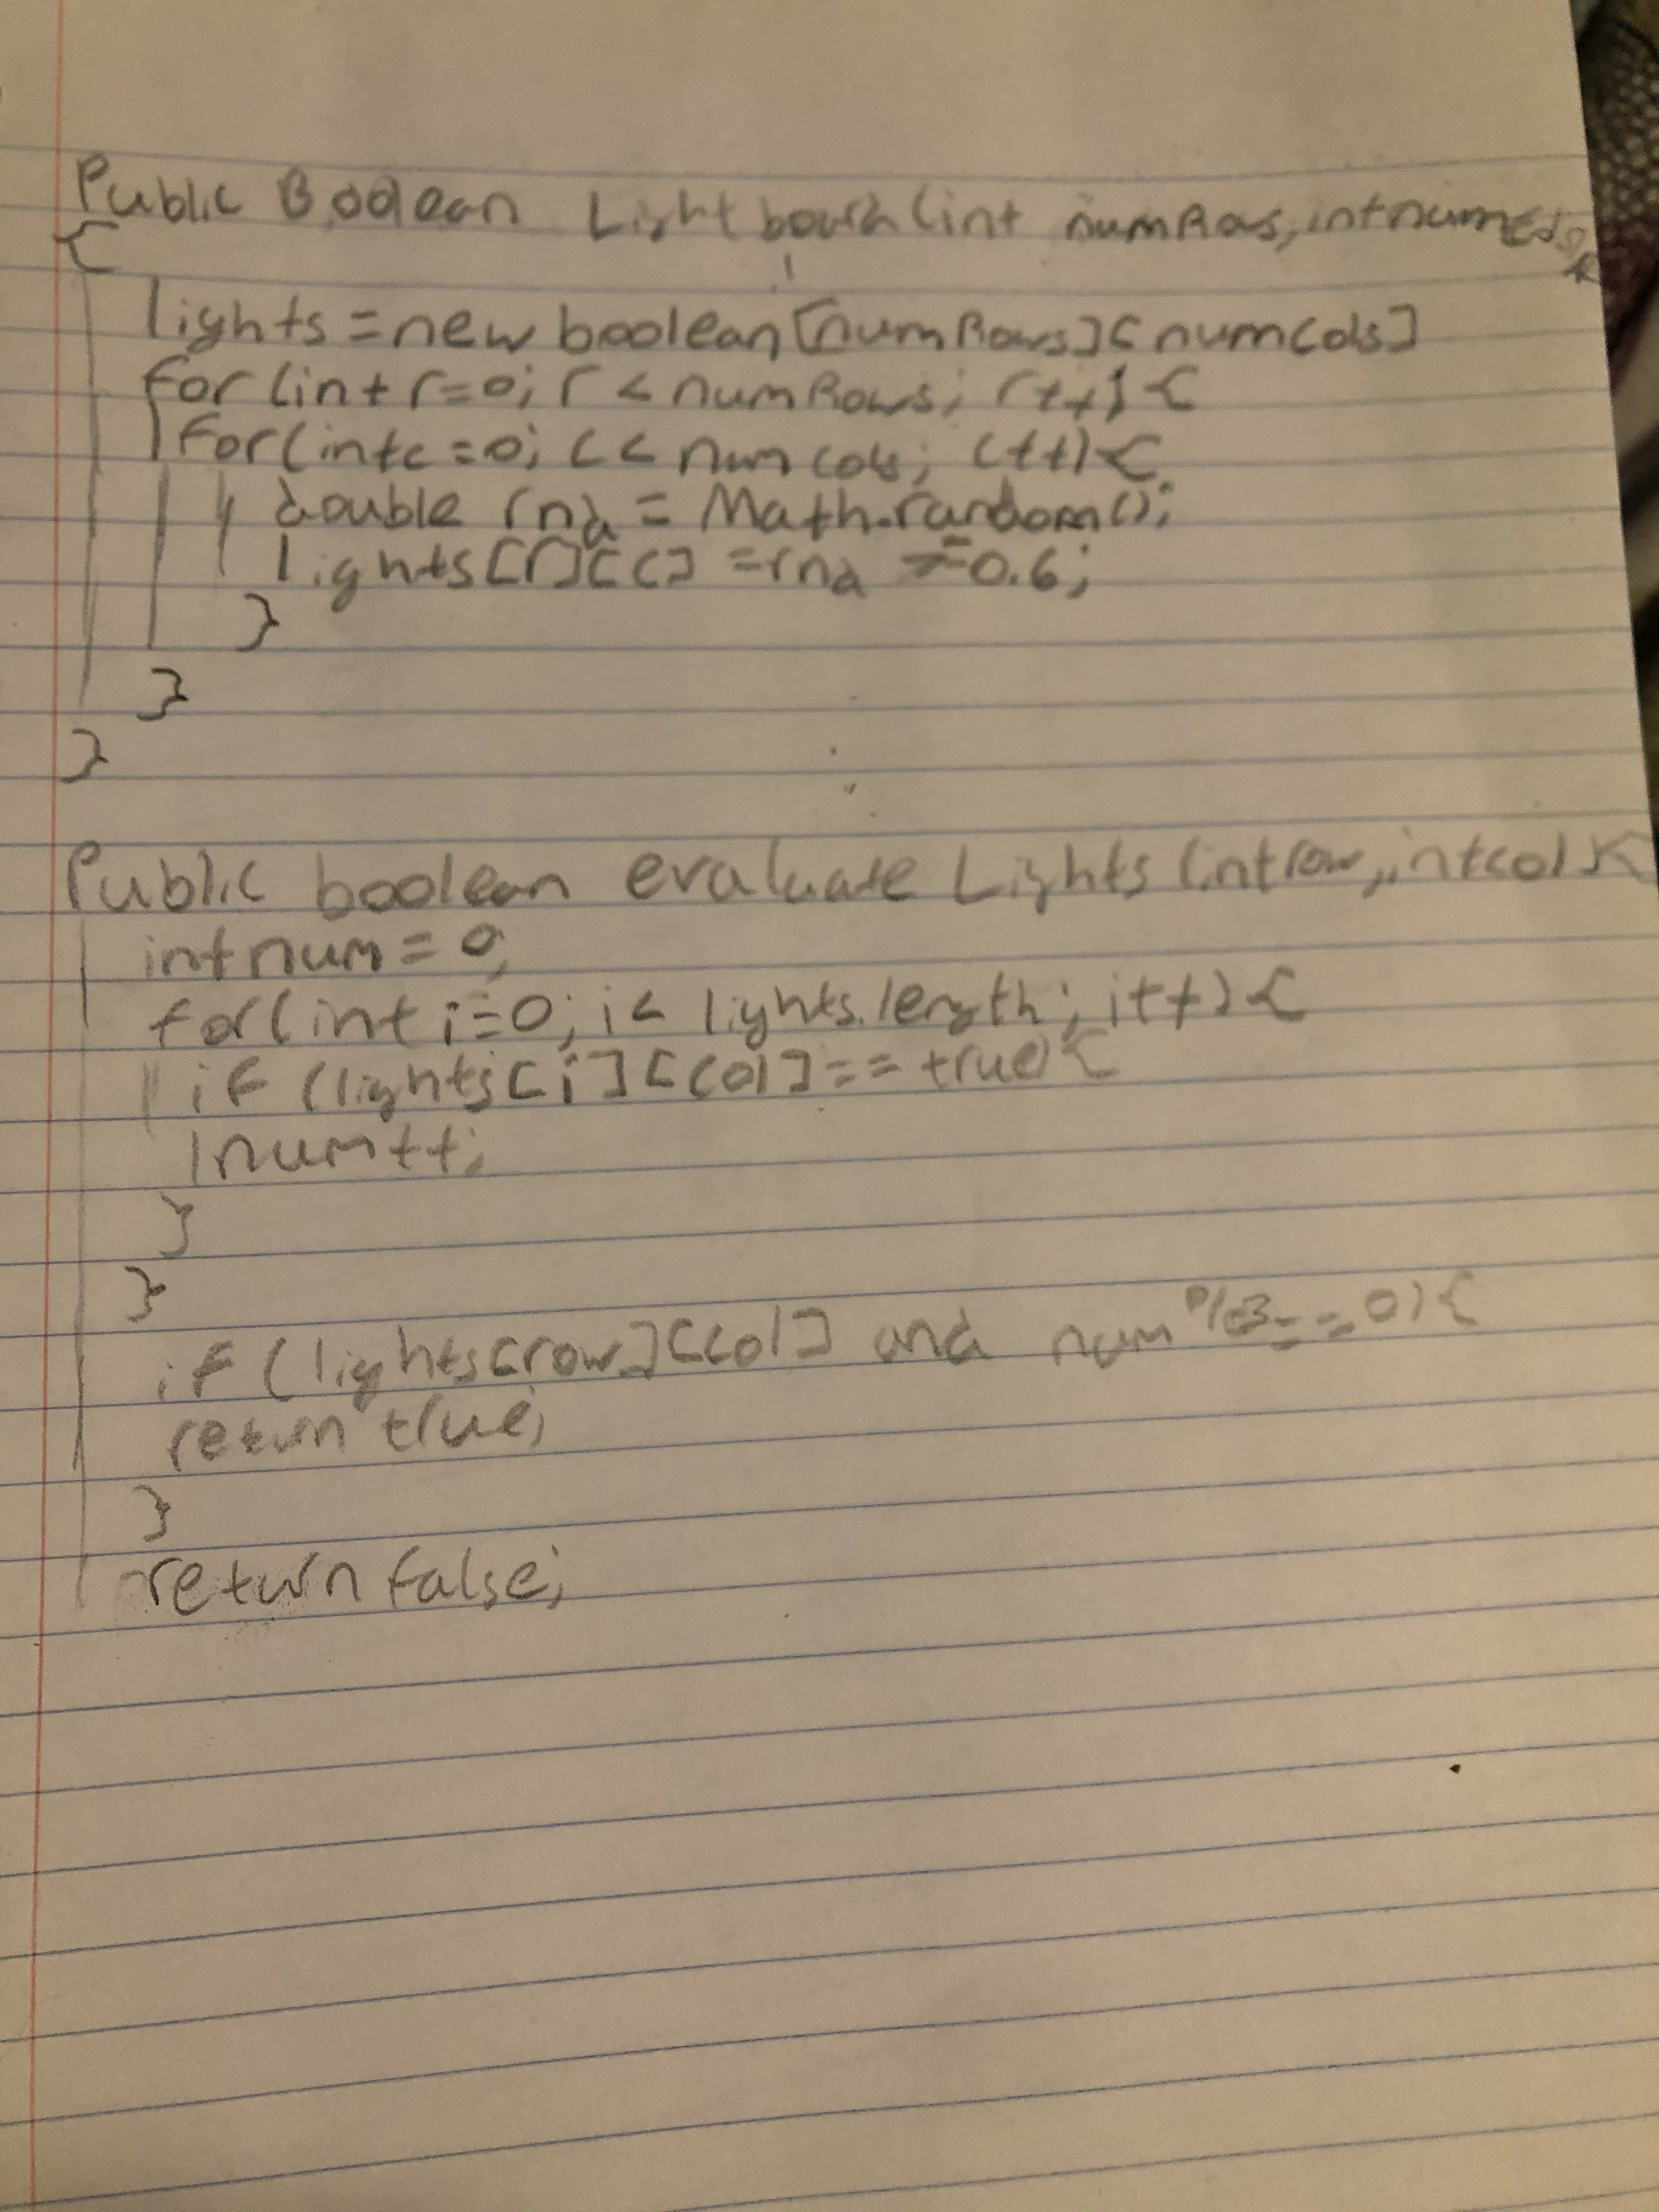 Public Boolean Lightboard (int numRows, int numCols)
{
lights = new boolean[numRows][numCols]
for (int r=0; r < numRows; r++) {
for (int c=0; c < numCols; c++) {
double rnd = Math.random();
lights[r][c] = rnd >= 0.6;
}
}
}
Public boolean evaluate Lights (int row, int col) {
int num = 0;
for (int i=0; i < lights.length; i++) {
if (lights[i][col] == true) {
num++;
}
}
if (lights[row][col] and num %3 == 0) {
return true;
}
return false;